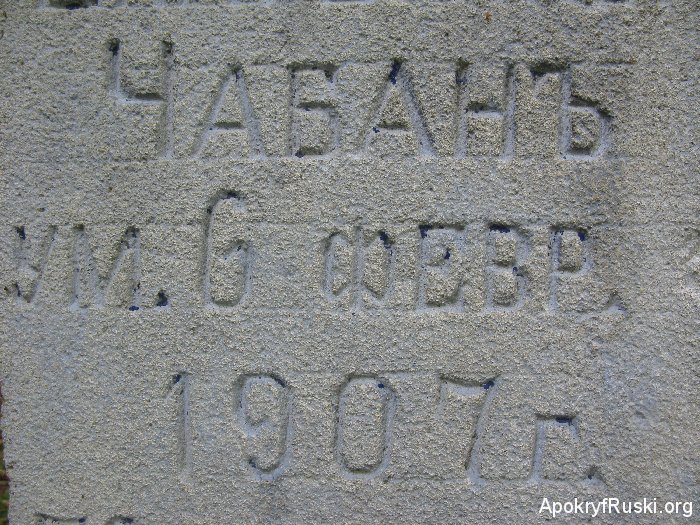 ЧАБАНЪ
УМ. 6 ФЕВР.
1907 г.
ApokryfRuski.org